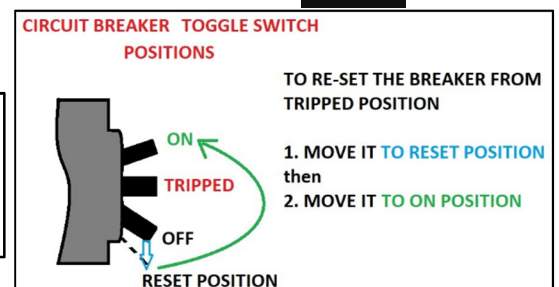 CIRCUIT BREAKER TOGGLE SWITCH
POSITIONS
TO RE-SET THE BREAKER FROM
TRIPPED POSITION
1. MOVE IT TO RESET POSITION
then
2. MOVE IT TO ON POSITION
ON
TRIPPED
OFF
RESET POSITION